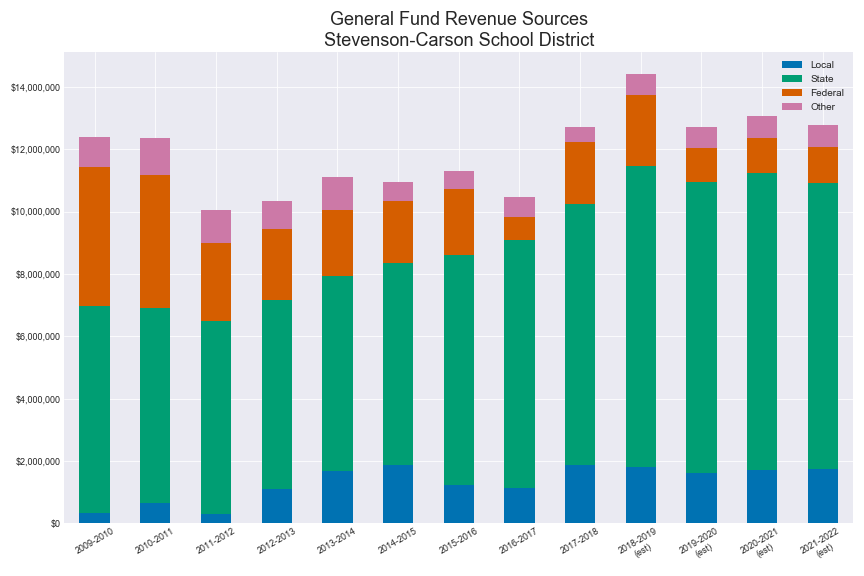 General Fund Revenue Sources
Stevenson-Carson School District
Local
State
Federal
Other
$14,000,000
$12,000,000
$10,000,000
$8,000,000
$6,000,000
$4,000,000
$2,000,000
$0
2009-2010
2010-2011
2011-2012
2012-2013
2013-2014
2014-2015
2015-2016
2016-2017
2017-2018
2018-2019
(est)
2019-2020
(est)
2020-2021
(est)
2021-2022
(est)